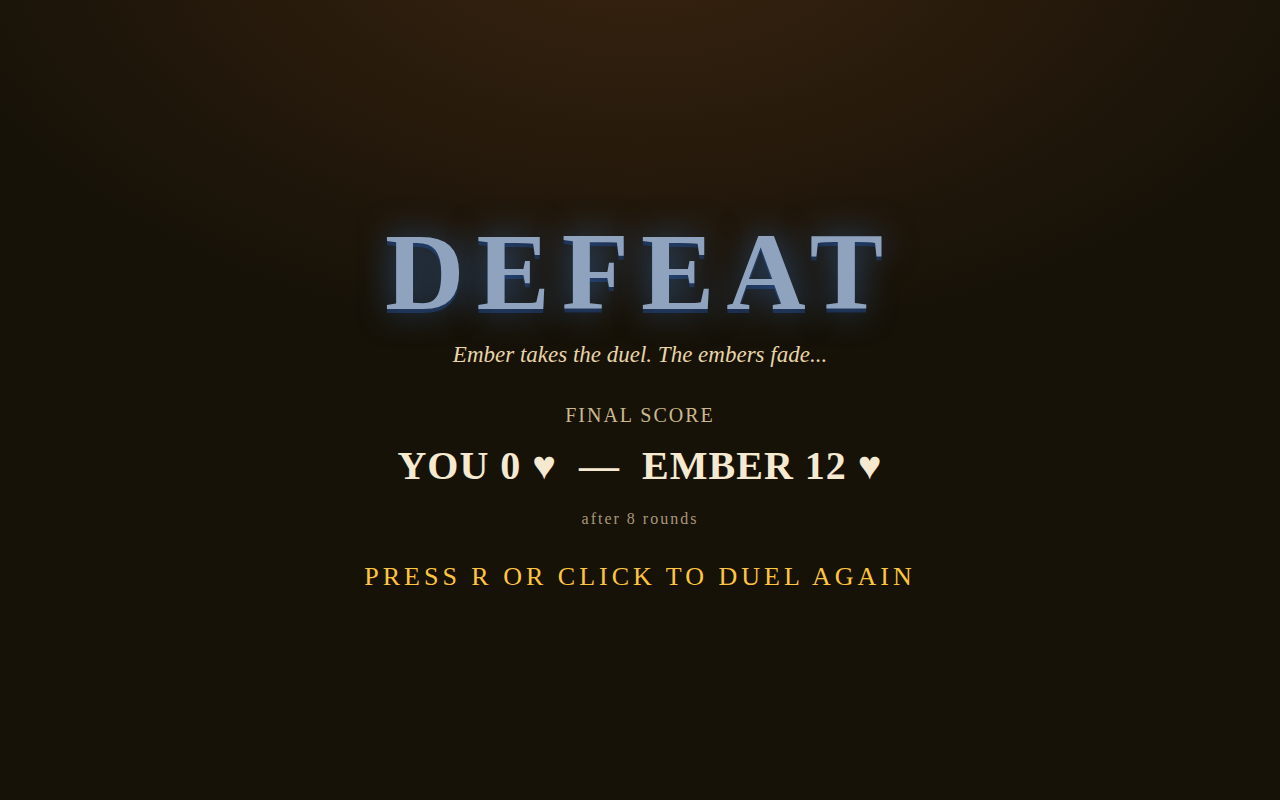 DEFEAT
Ember takes the duel. The embers fade...
FINAL SCORE
YOU 0 ♥ — EMBER 12 ♥
after 8 rounds
PRESS R OR CLICK TO DUEL AGAIN